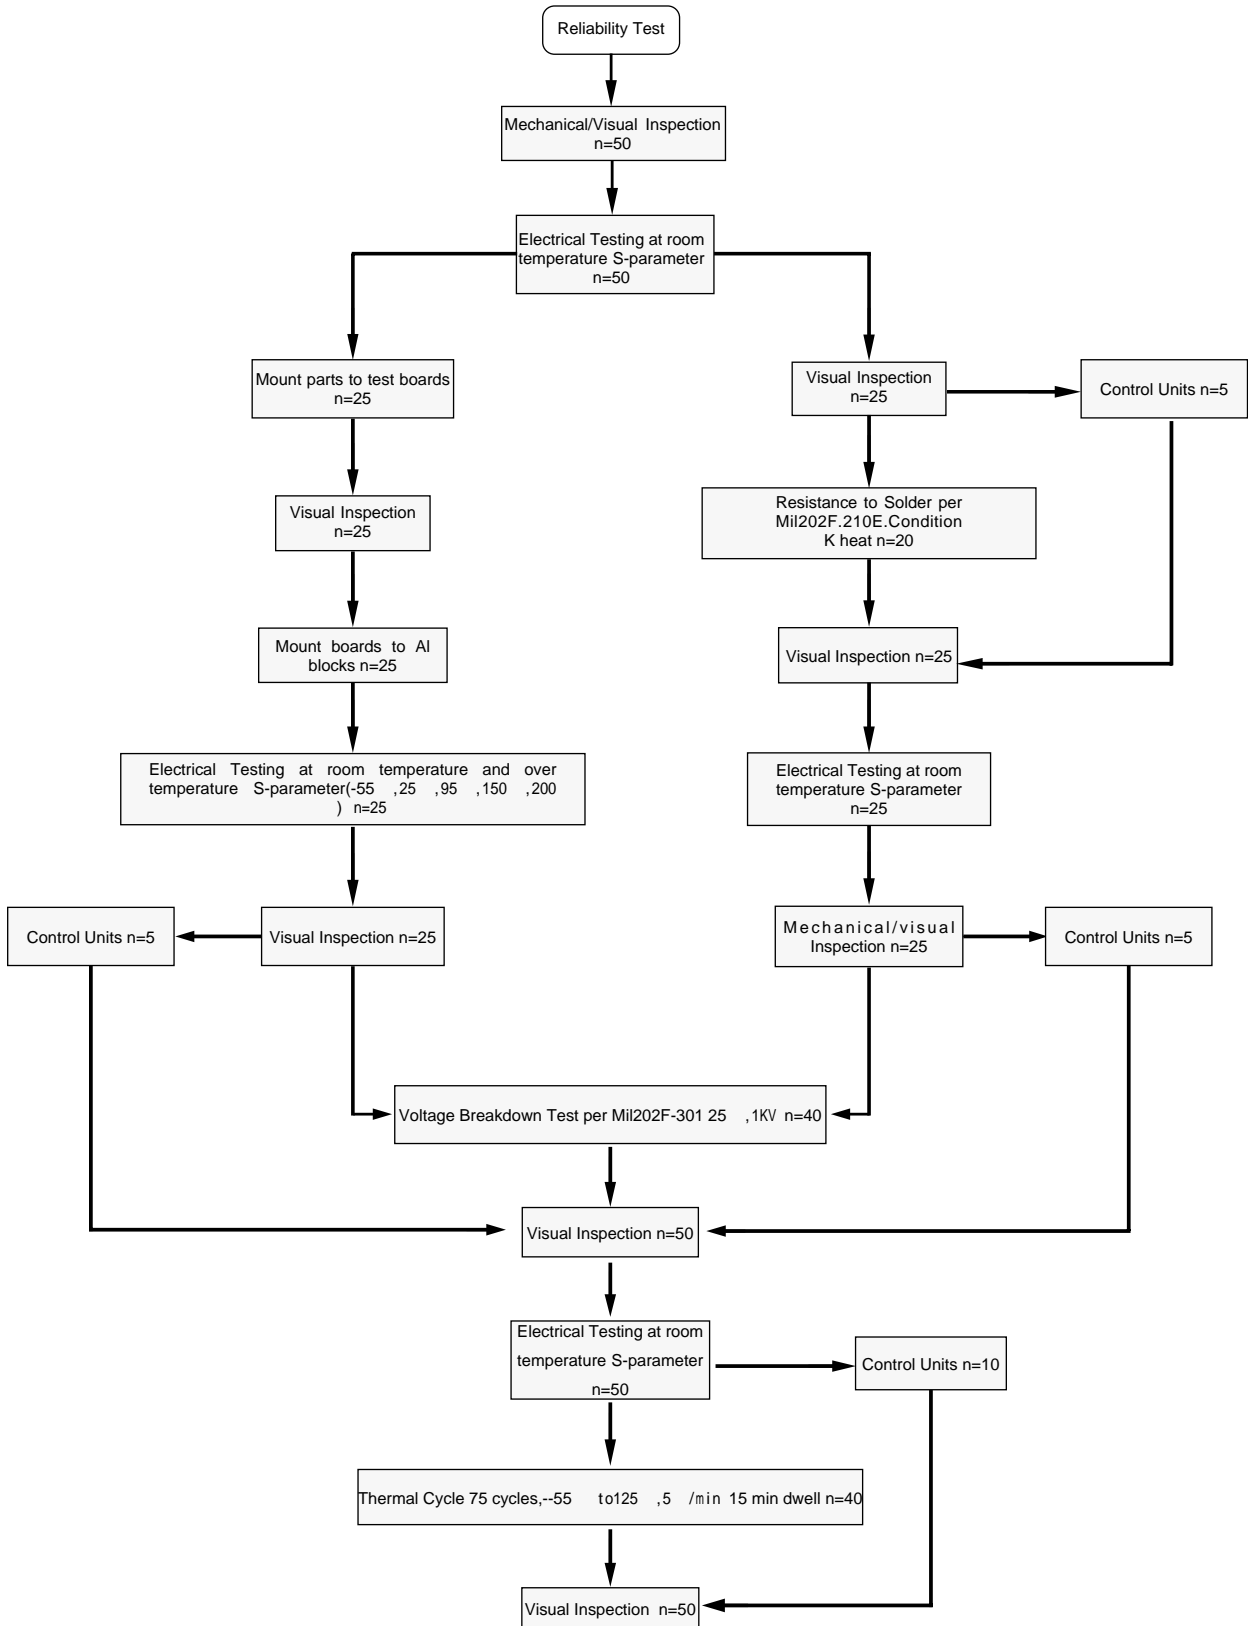 Reliability Test
Mechanical/Visual Inspection
n=50
Electrical Testing at room
temperature S-parameter
n=50
Mount parts to test boards
n=25
Visual Inspection
n=25
Control Units n=5
Visual Inspection
n=25
Resistance to Solder per
Mil202F.210E.Condition
K heat n=20
Mount boards to Al
blocks n=25
Visual Inspection n=25
Electrical Testing at room temperature and over
temperature S-parameter(-55 ,25 ,95 ,150 ,200
) n=25
Electrical Testing at room
temperature S-parameter
n=25
Control Units n=5
Visual Inspection n=25
Mechanical/visual
Inspection n=25
Control Units n=5
Voltage Breakdown Test per Mil202F-301 25 ,1KV n=40
Visual Inspection n=50
Electrical Testing at room
temperature S-parameter
n=50
Control Units n=10
Thermal Cycle 75 cycles,--55 to125 ,5 /min 15 min dwell n=40
Visual Inspection n=50